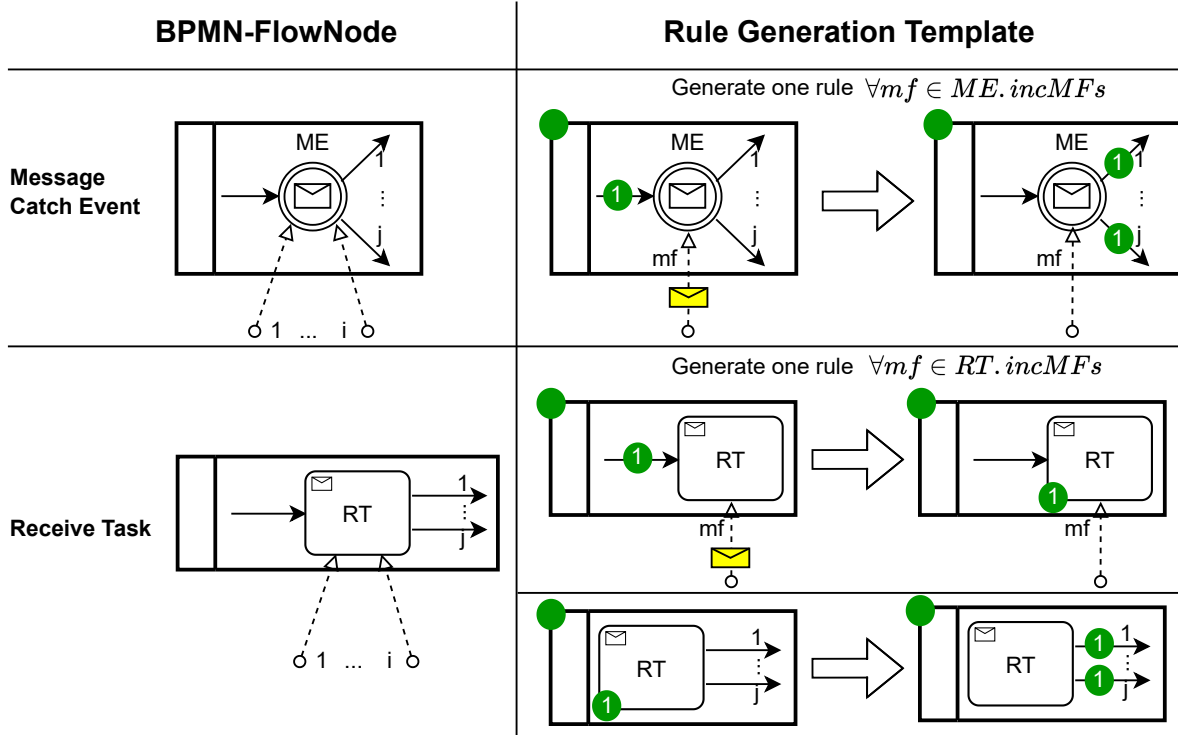 BPMN-FlowNode
Rule Generation Template
Message
Catch Event
ME
1
⋮
j
1 ... i
Generate one rule ∀mf ∈ ME.incMFs
ME
1
1
⋮
j
mf
ME
1
1
⋮
1
j
mf
Receive Task
RT
1
⋮
j
1 ... i
Generate one rule ∀mf ∈ RT.incMFs
1
RT
mf
RT
1
mf
RT
1
1
⋮
j
RT
1
1
⋮
1
j